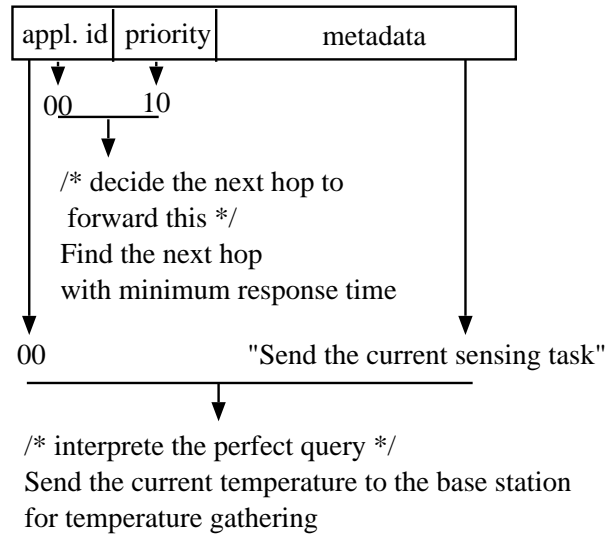 appl. id priority metadata
00 10
/* decide the next hop to
forward this */
Find the next hop
with minimum response time
00 "Send the current sensing task"
/* interprete the perfect query */
Send the current temperature to the base station
for temperature gathering